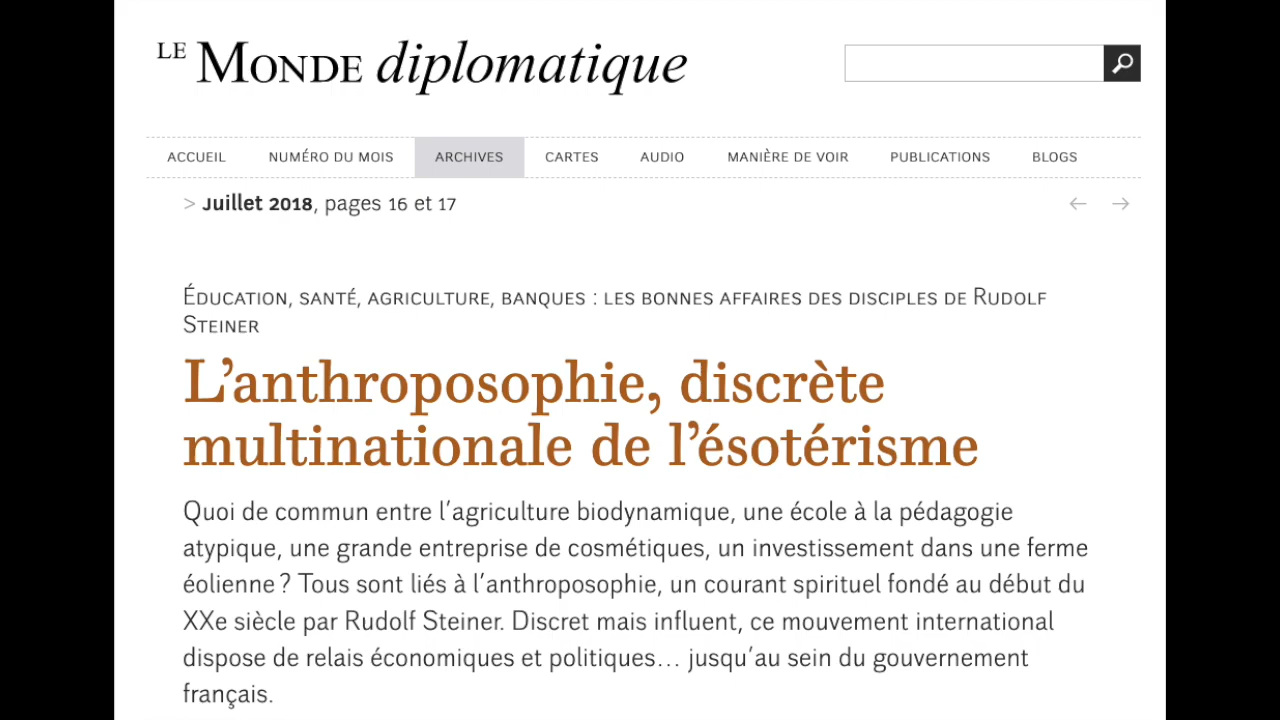 LE MONDE diplomatique
ACCUEIL NUMÉRO DU MOIS ARCHIVES CARTES AUDIO MANIÈRE DE VOIR PUBLICATIONS BLOGS
> Juillet 2018, pages 16 et 17 ← →
Éducation, santé, agriculture, banques : les bonnes affaires des disciples de Rudolf
Steiner
L’anthroposophie, discrète
multinationale de l’ésotérisme
Quoi de commun entre l’agriculture biodynamique, une école à la pédagogie
atypique, une grande entreprise de cosmétiques, un investissement dans une ferme
éolienne ? Tous sont liés à l’anthroposophie, un courant spirituel fondé au début du
XXe siècle par Rudolf Steiner. Discret mais influent, ce mouvement international
dispose de relais économiques et politiques… jusqu’au sein du gouvernement
français.